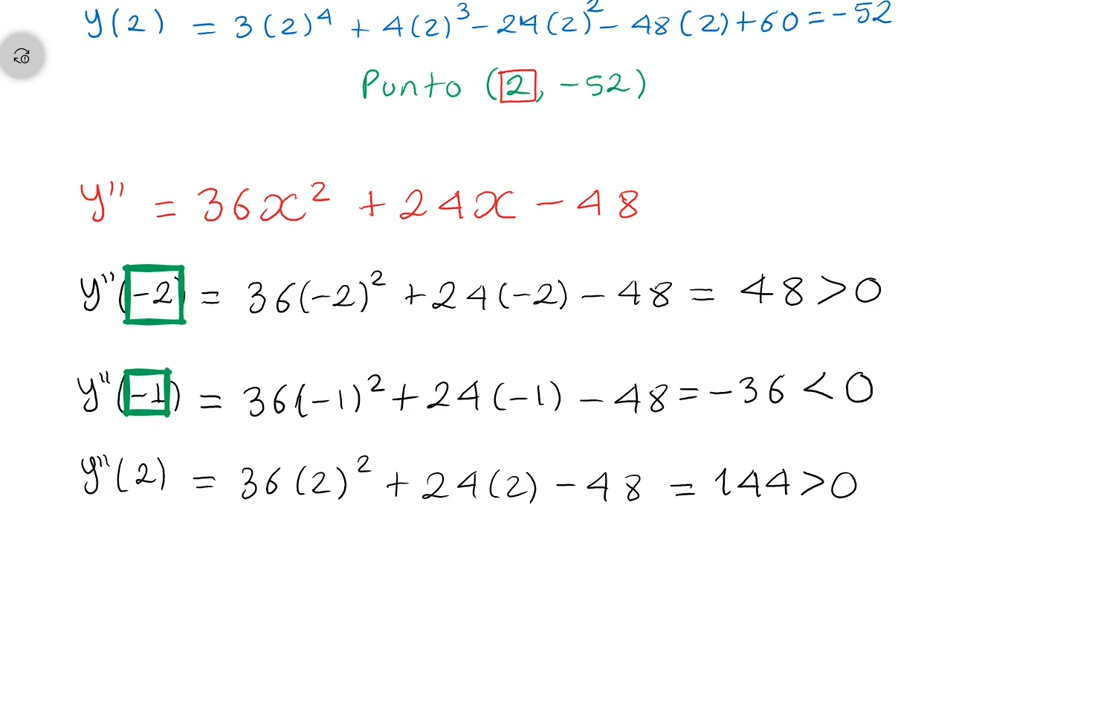 y(2) = 3(2)⁴ + 4(2)³ - 24(2)² - 48(2) + 60 = -52
Punto (2, -52)
y'' = 36x² + 24x - 48
y''(-2) = 36(-2)² + 24(-2) - 48 = 48 > 0
y''(-1) = 36(-1)² + 24(-1) - 48 = -36 < 0
y''(2) = 36(2)² + 24(2) - 48 = 144 > 0